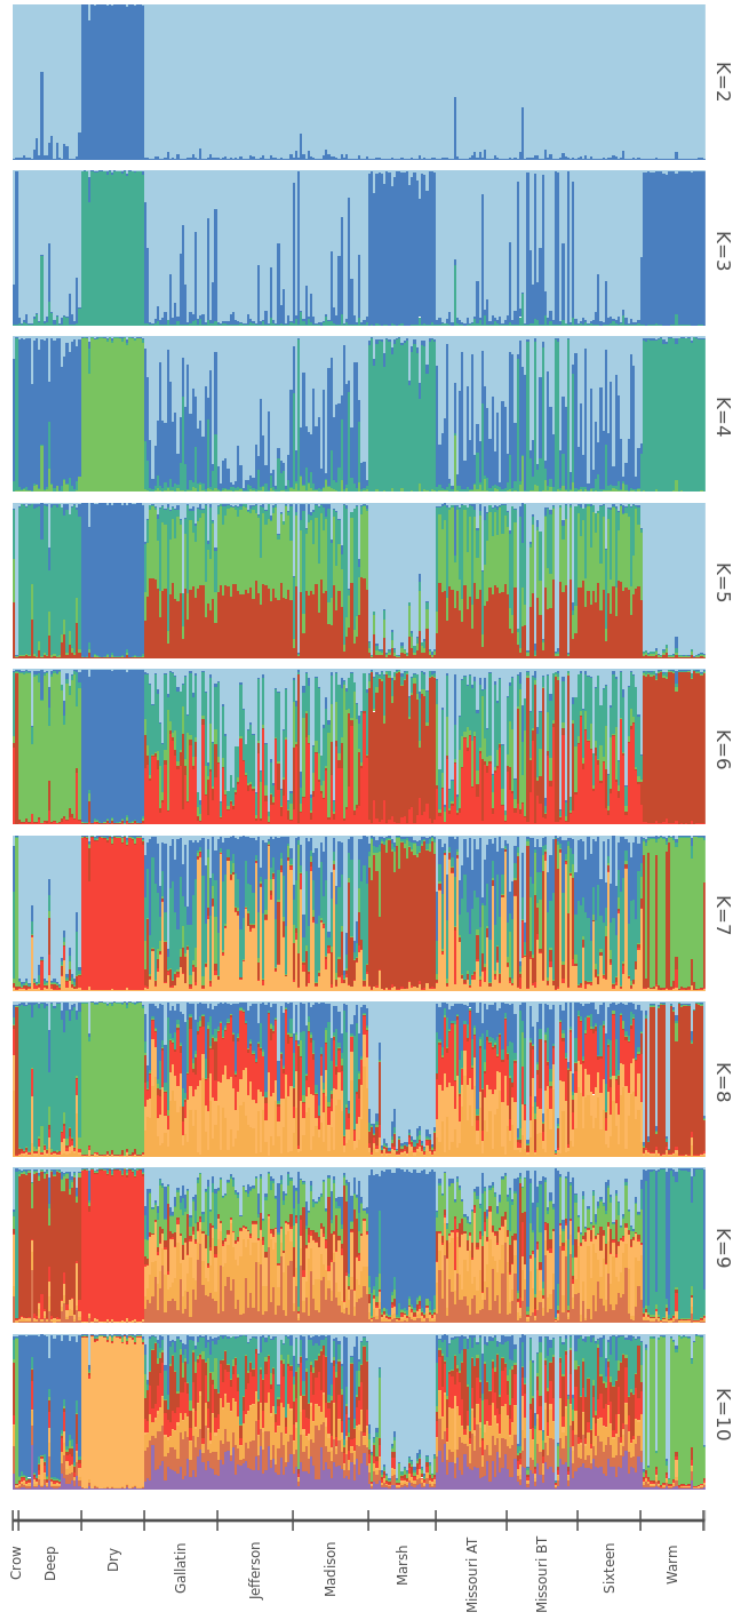 K=2
K=3
K=4
K=5
K=6
K=7
K=8
K=9
K=10
Crow
Deep
Dry
Gallatin
Jefferson
Madison
Marsh
Missouri AT
Missouri BT
Sixteen
Warm